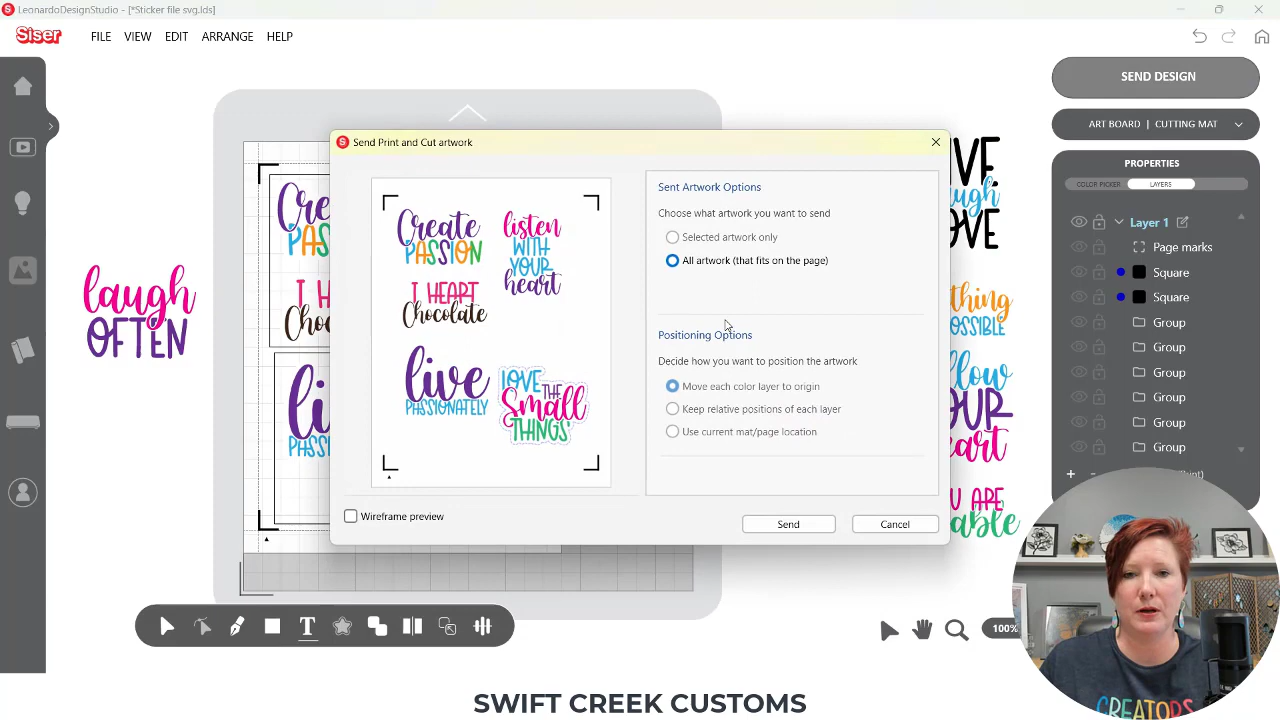 LeonardoDesignStudio - [*Sticker file svg.lds]
Siser
FILE VIEW EDIT ARRANGE HELP
SEND DESIGN
ART BOARD | CUTTING MAT
PROPERTIES
COLOR PICKER LAYERS
Layer 1
Page marks
Square
Square
Group
Group
Group
Group
Group
Group
Send Print and Cut artwork
Create
PASSION
listen
WITH
YOUR
heart
I HEART
Chocolate
live
PASSIONATELY
LOVE THE
Small
THINGS
Sent Artwork Options
Choose what artwork you want to send
Selected artwork only
All artwork (that fits on the page)
Positioning Options
Decide how you want to position the artwork
Move each color layer to origin
Keep relative positions of each layer
Use current mat/page location
Wireframe preview
Send Cancel
laugh
OFTEN
T
100%
CREATORS
SWIFT CREEK CUSTOMS